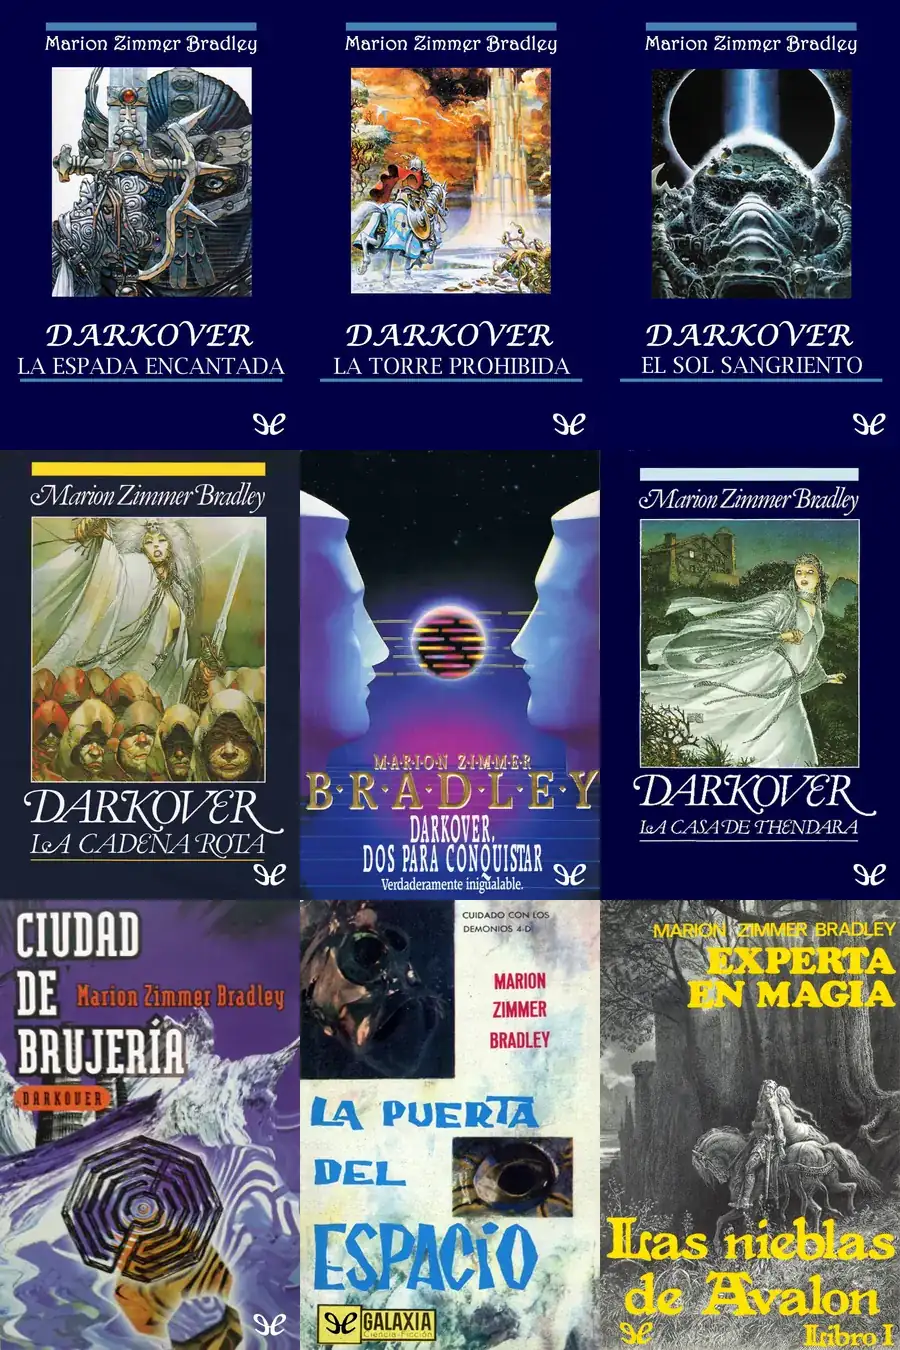 Marion Zimmer Bradley
DARKOVER
LA ESPADA ENCANTADA
Marion Zimmer Bradley
DARKOVER
LA TORRE PROHIBIDA
Marion Zimmer Bradley
DARKOVER
EL SOL SANGRIENTO
Marion Zimmer Bradley
DARKOVER
LA CADENA ROTA
MARION ZIMMER
B·R·A·D·L·E·Y
DARKOVER.
DOS PARA CONQUISTAR
Verdaderamente inigualable.
Marion Zimmer Bradley
DARKOVER
LA CASA DE THENDARA
CIUDAD
DE
Marion Zimmer Bradley
BRUJERÍA
DARKOVER
CUIDADO CON LOS
DEMONIOS 4-D
MARION
ZIMMER
BRADLEY
LA PUERTA
DEL
ESPACIO
GALAXIA
Ciencia-Ficción
MARION ZIMMER BRADLEY
EXPERTA
EN MAGIA
Las nieblas
de Avalon
Libro I